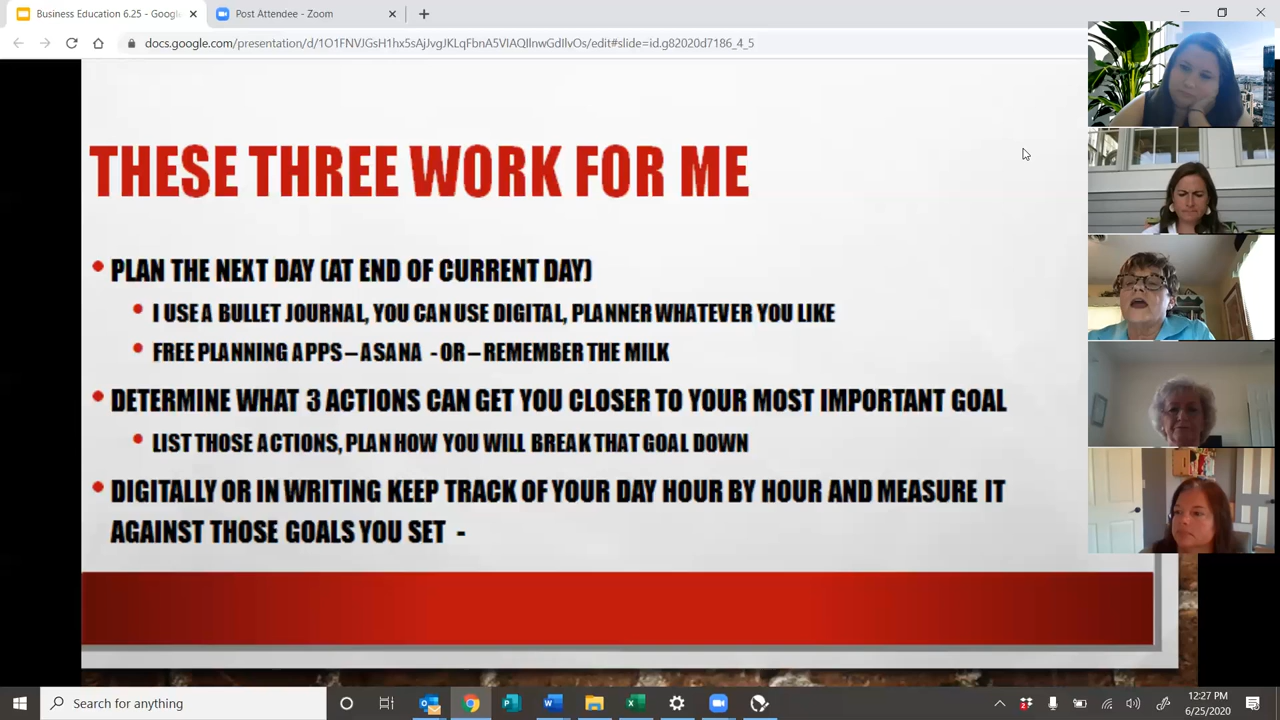 Business Education 6.25 - Googl
Post Attendee - Zoom
docs.google.com/presentation/d/1O1FNVJGsH1hx5sAjJvgJKLqFbnA5VIAQIlnwGdIlvOs/edit#slide=id.g82020d7186_4_5
THESE THREE WORK FOR ME
• PLAN THE NEXT DAY (AT END OF CURRENT DAY)
• I USE A BULLET JOURNAL, YOU CAN USE DIGITAL, PLANNER WHATEVER YOU LIKE
• FREE PLANNING APPS – ASANA - OR – REMEMBER THE MILK
• DETERMINE WHAT 3 ACTIONS CAN GET YOU CLOSER TO YOUR MOST IMPORTANT GOAL
• LIST THOSE ACTIONS, PLAN HOW YOU WILL BREAK THAT GOAL DOWN
• DIGITALLY OR IN WRITING KEEP TRACK OF YOUR DAY HOUR BY HOUR AND MEASURE IT
AGAINST THOSE GOALS YOU SET -
Search for anything
12:27 PM
6/25/2020